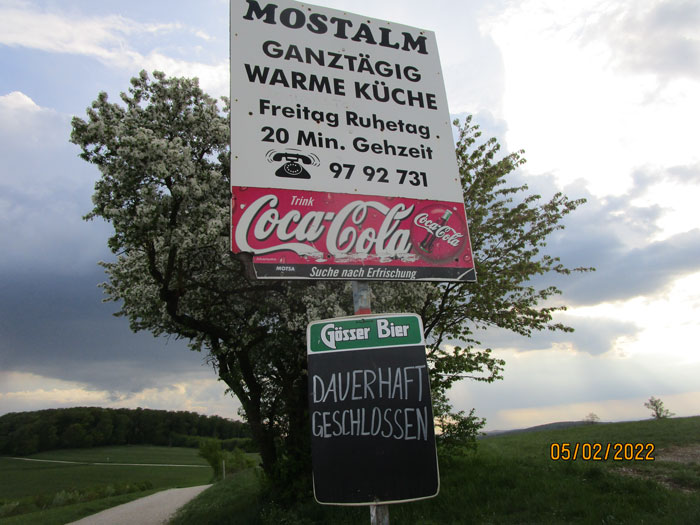 MOSTALM
GANZTÄGIG
WARME KÜCHE
Freitag Ruhetag
20 Min. Gehzeit
97 92 731
Trink
Coca-Cola
Coca-Cola
MOTSA
Suche nach Erfrischung
Gösser Bier
DAUERHAFT
GESCHLOSSEN
05/02/2022